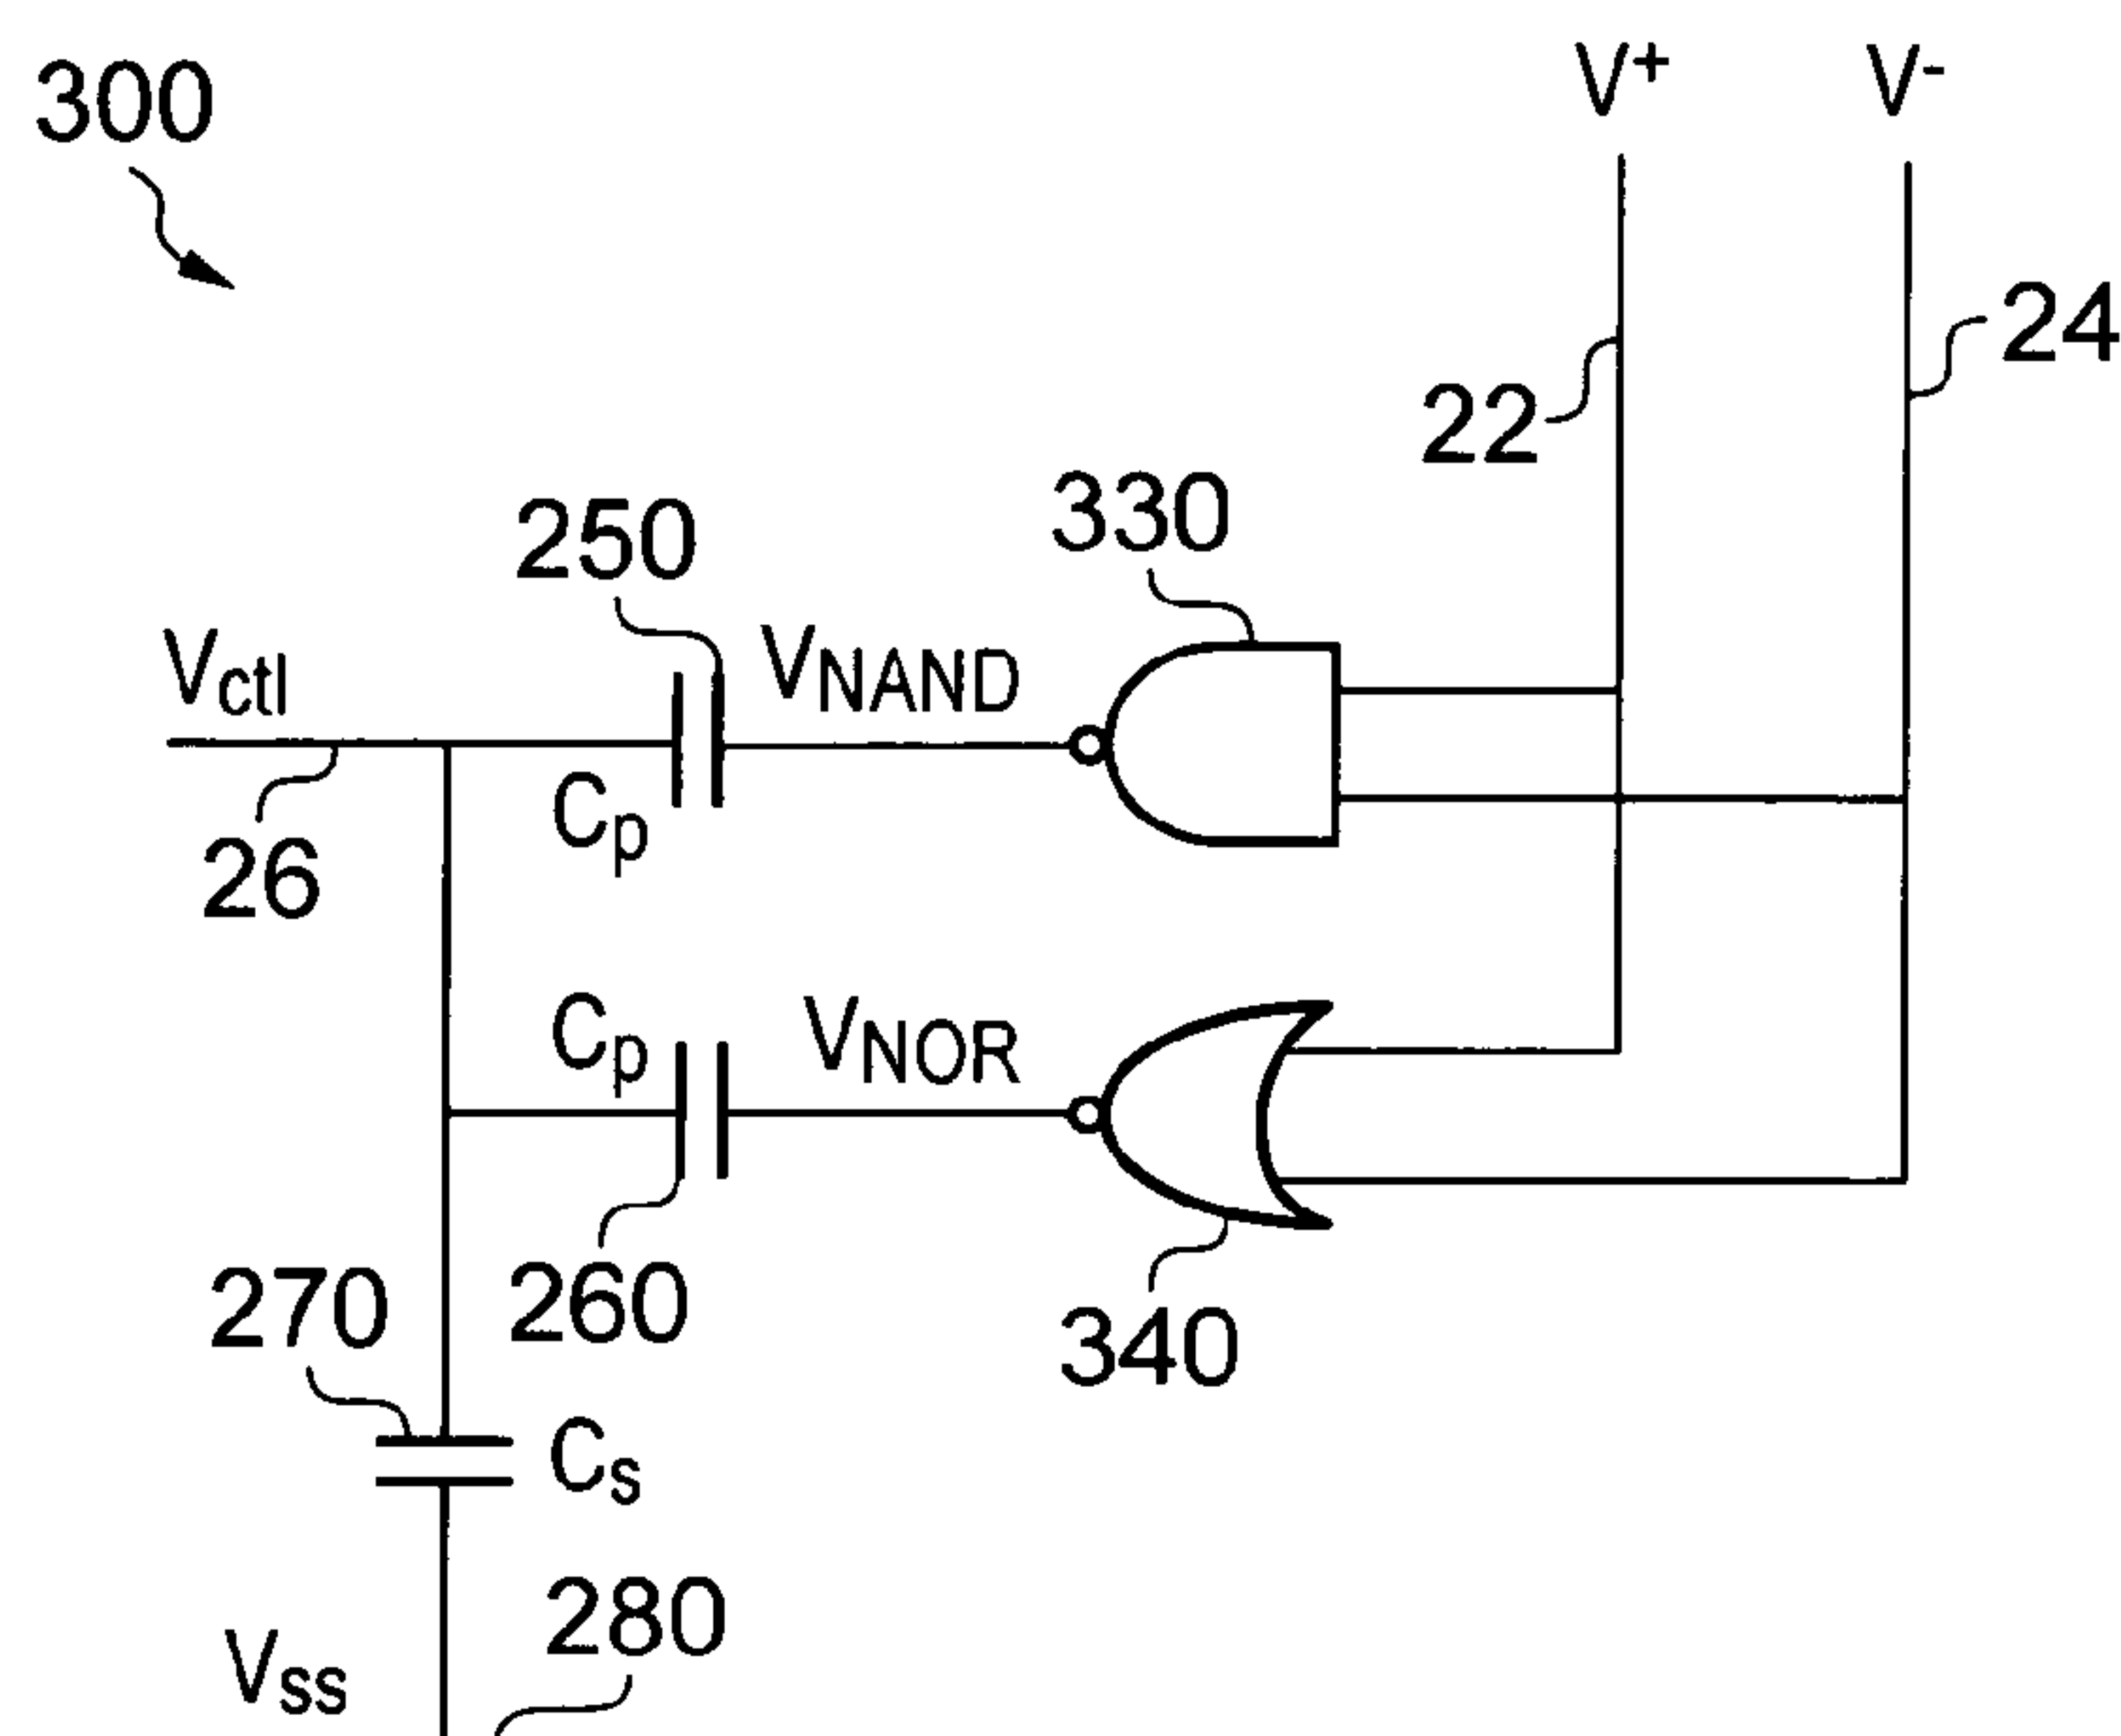 300
V+
V-
24
22
330
250
Vctl
VNAND
Cp
26
Cp
VNOR
270
260
340
Cs
280
Vss